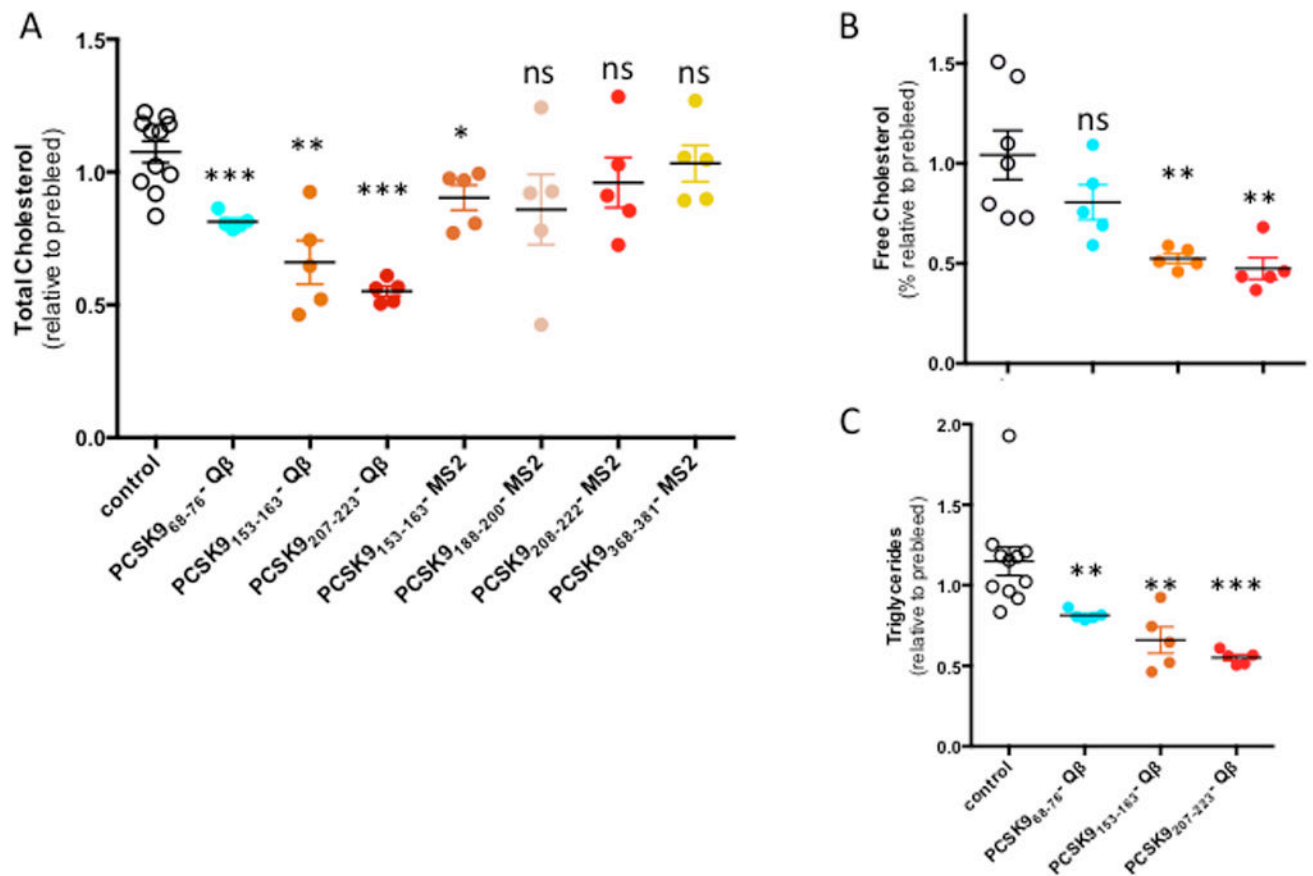 A
Total Cholesterol
(relative to prebleed)
1.5
1.0
0.5
0.0
***
**
***
*
ns
ns
ns
control
PCSK9₆₈₋₇₆- Qβ
PCSK9₁₅₃₋₁₆₃- Qβ
PCSK9₂₀₇₋₂₂₃- Qβ
PCSK9₁₅₃₋₁₆₃- MS2
PCSK9₁₈₈₋₂₀₀- MS2
PCSK9₂₀₈₋₂₂₂- MS2
PCSK9₃₆₈₋₃₈₁- MS2
B
Free Cholesterol
(% relative to prebleed)
1.5
1.0
0.5
0.0
ns
**
**
C
Triglycerides
(relative to prebleed)
2.0
1.5
1.0
0.5
0.0
**
**
***
control
PCSK9₆₈₋₇₆- Qβ
PCSK9₁₅₃₋₁₆₃- Qβ
PCSK9₂₀₇₋₂₂₃- Qβ